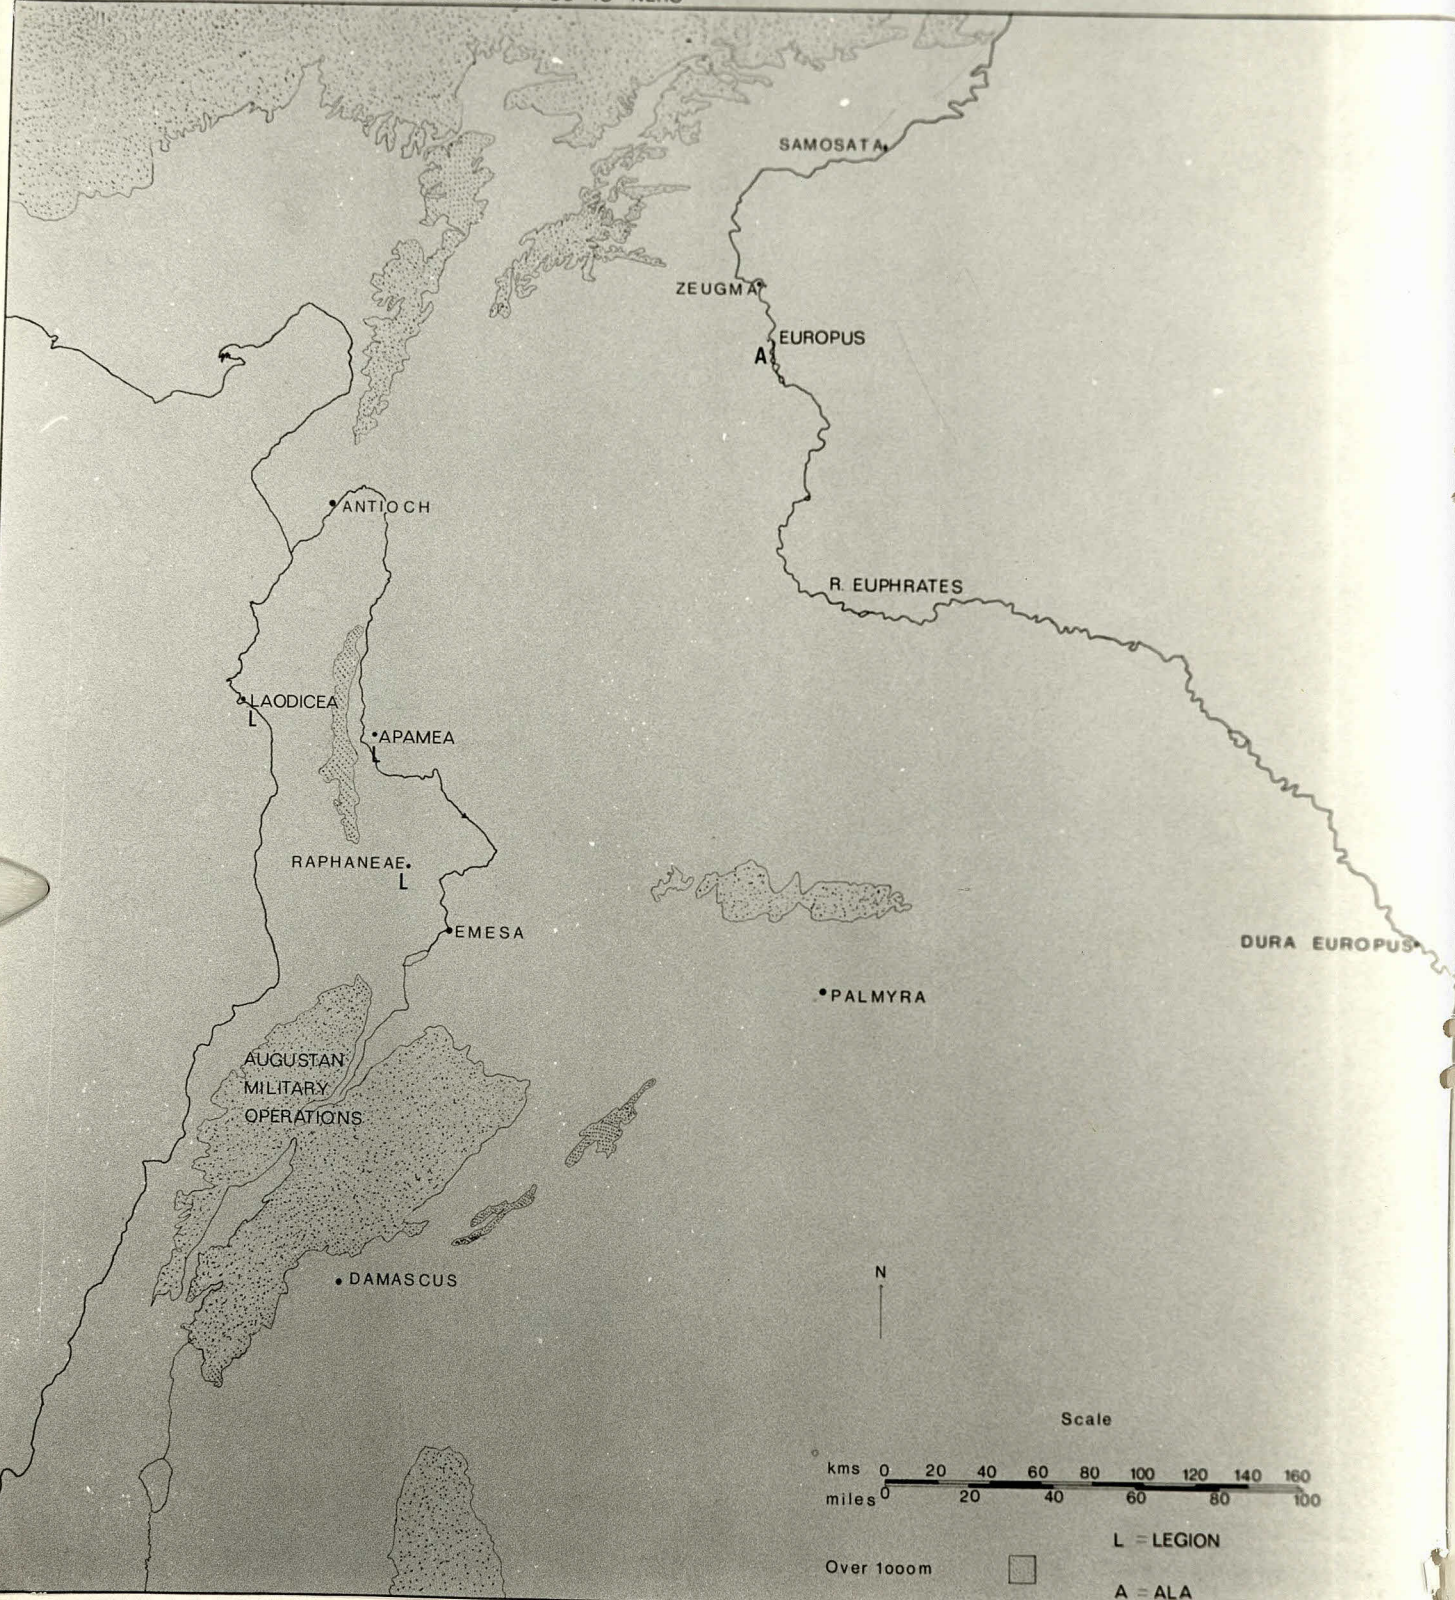 NERO
SAMOSATA
ZEUGMA
EUROPUS
A
ANTIOCH
R. EUPHRATES
LAODICEA
L
APAMEA
L
RAPHANEAE
L
EMESA
DURA EUROPUS
PALMYRA
AUGUSTAN
MILITARY
OPERATIONS
DAMASCUS
N
Scale
kms 0 20 40 60 80 100 120 140 160
miles 0 20 40 60 80 100
L = LEGION
Over 1000m
A = ALA